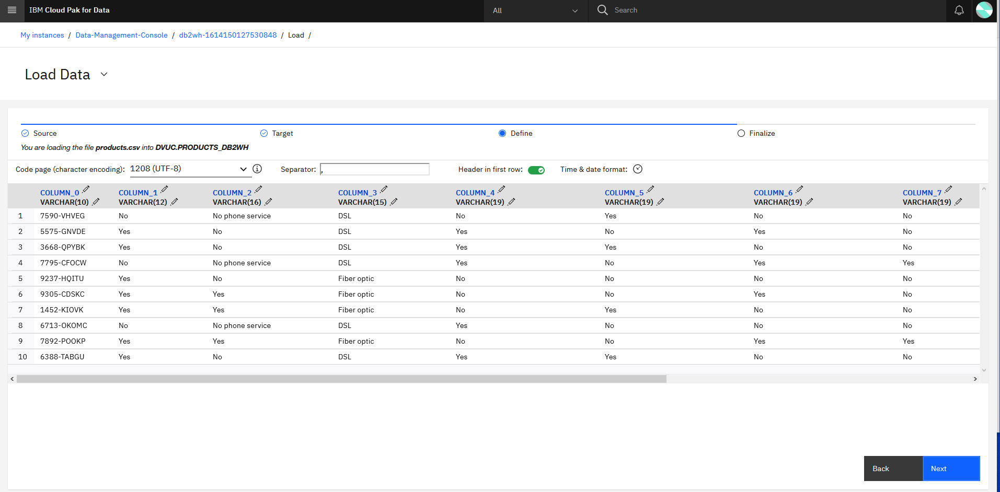 IBM Cloud Pak for Data All Search
My instances / Data-Management-Console / db2wh-1614150127530848 / Load /
Load Data
Source Target Define Finalize
You are loading the file products.csv into DVUC.PRODUCTS_DB2WH
Code page (character encoding): 1208 (UTF-8) Separator: , Header in first row: Time & date format:
COLUMN_0 COLUMN_1 COLUMN_2 COLUMN_3 COLUMN_4 COLUMN_5 COLUMN_6 COLUMN_7
VARCHAR(10) VARCHAR(12) VARCHAR(16) VARCHAR(15) VARCHAR(19) VARCHAR(19) VARCHAR(19) VARCHAR(19)
1 7590-VHVEG No No phone service DSL No Yes No No
2 5575-GNVDE Yes No DSL Yes No Yes No
3 3668-QPYBK Yes No DSL Yes Yes No No
4 7795-CFOCW No No phone service DSL Yes No Yes Yes
5 9237-HQITU Yes No Fiber optic No No No No
6 9305-CDSKC Yes Yes Fiber optic No No Yes No
7 1452-KIOVK Yes Yes Fiber optic No Yes No No
8 6713-OKOMC No No phone service DSL Yes No No No
9 7892-POOKP Yes Yes Fiber optic No No Yes Yes
10 6388-TABGU Yes No DSL Yes Yes No No
Back Next